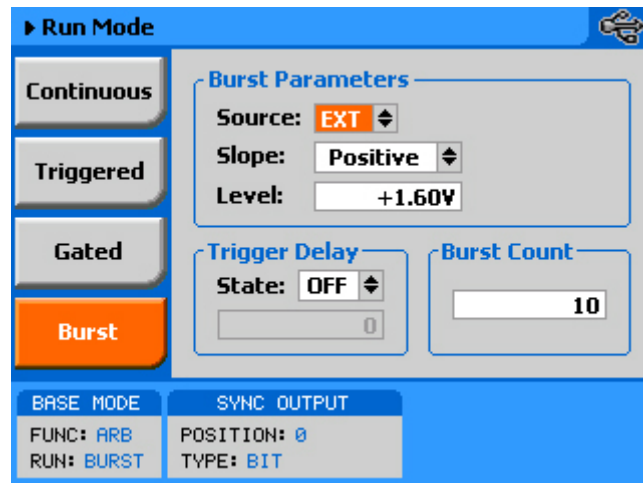 Run Mode
Continuous
Triggered
Gated
Burst
Burst Parameters
Source: EXT
Slope: Positive
Level: +1.60V
Trigger Delay
State: OFF
0
Burst Count
10
BASE MODE
FUNC: ARB
RUN: BURST
SYNC OUTPUT
POSITION: 0
TYPE: BIT